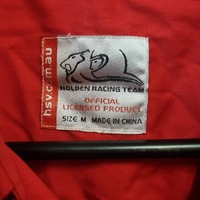 hsv.com.au
HOLDEN RACING TEAM
OFFICIAL
LICENSED PRODUCT
SIZE M MADE IN CHINA